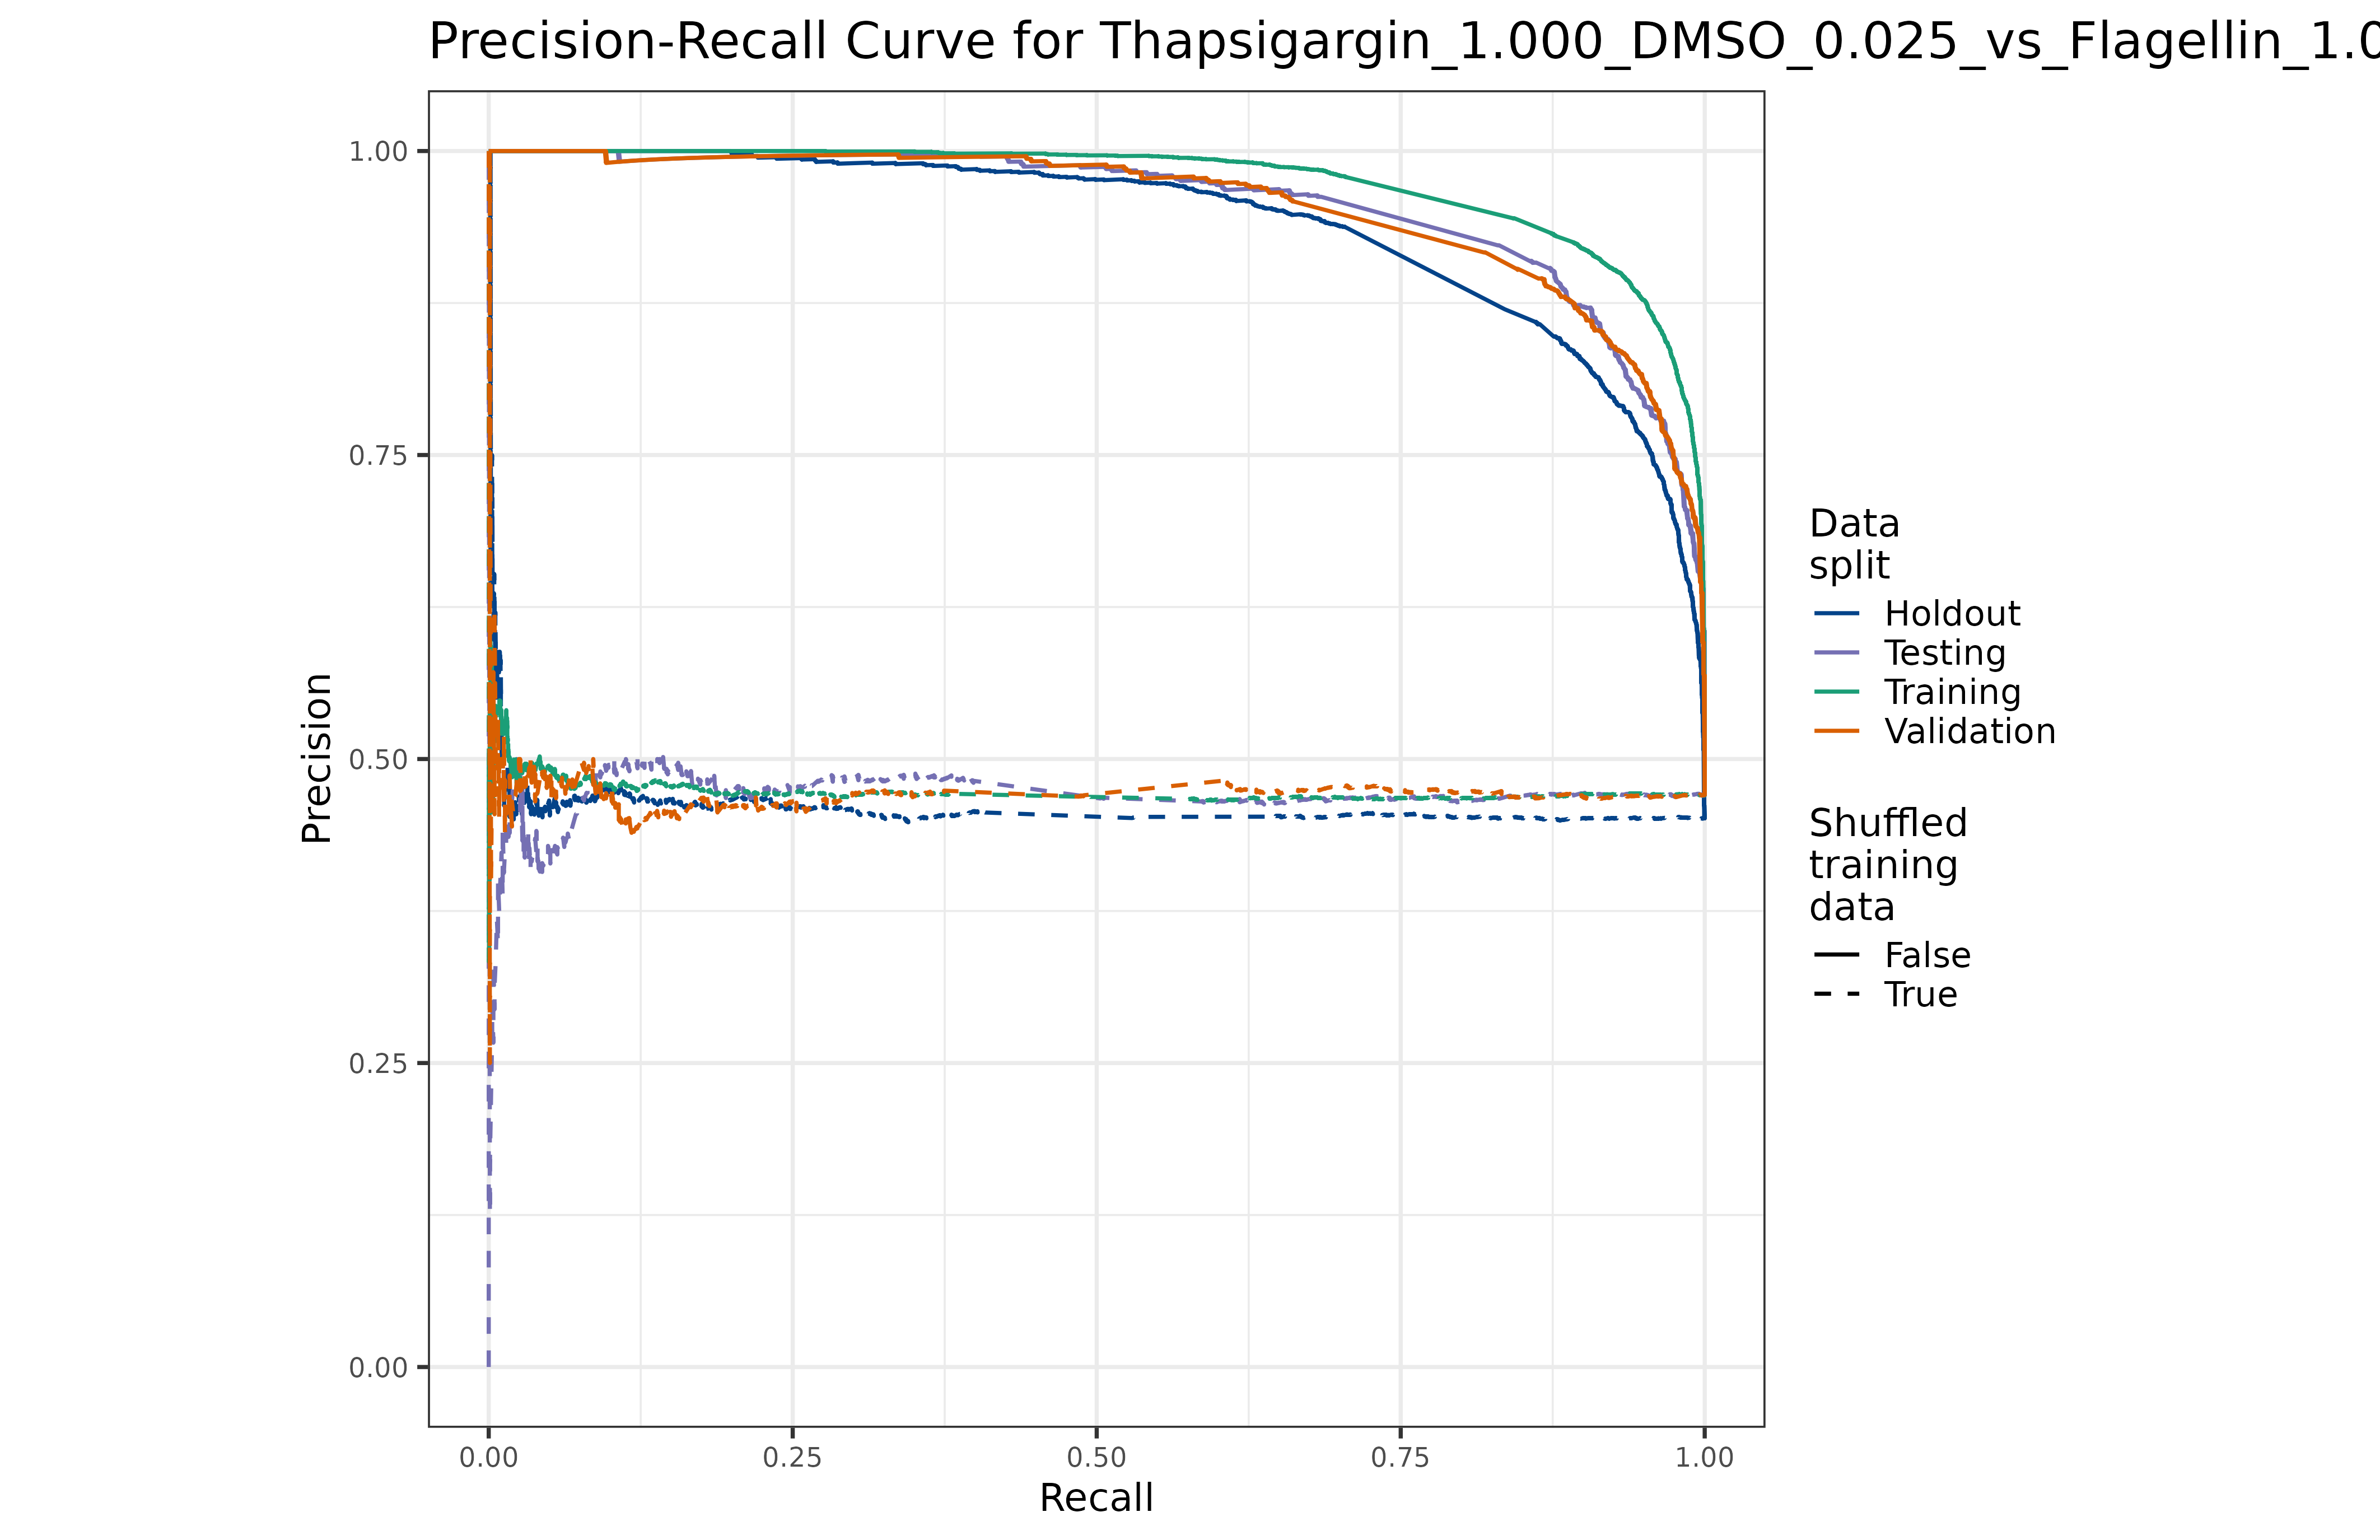 Precision-Recall Curve for Thapsigargin_1.000_DMSO_0.025_vs_Flagellin_1.0
1.00
0.75
0.50
0.25
0.00
Precision
0.00 0.25 0.50 0.75 1.00
Recall
Data
split
Holdout
Testing
Training
Validation
Shuffled
training
data
False
True